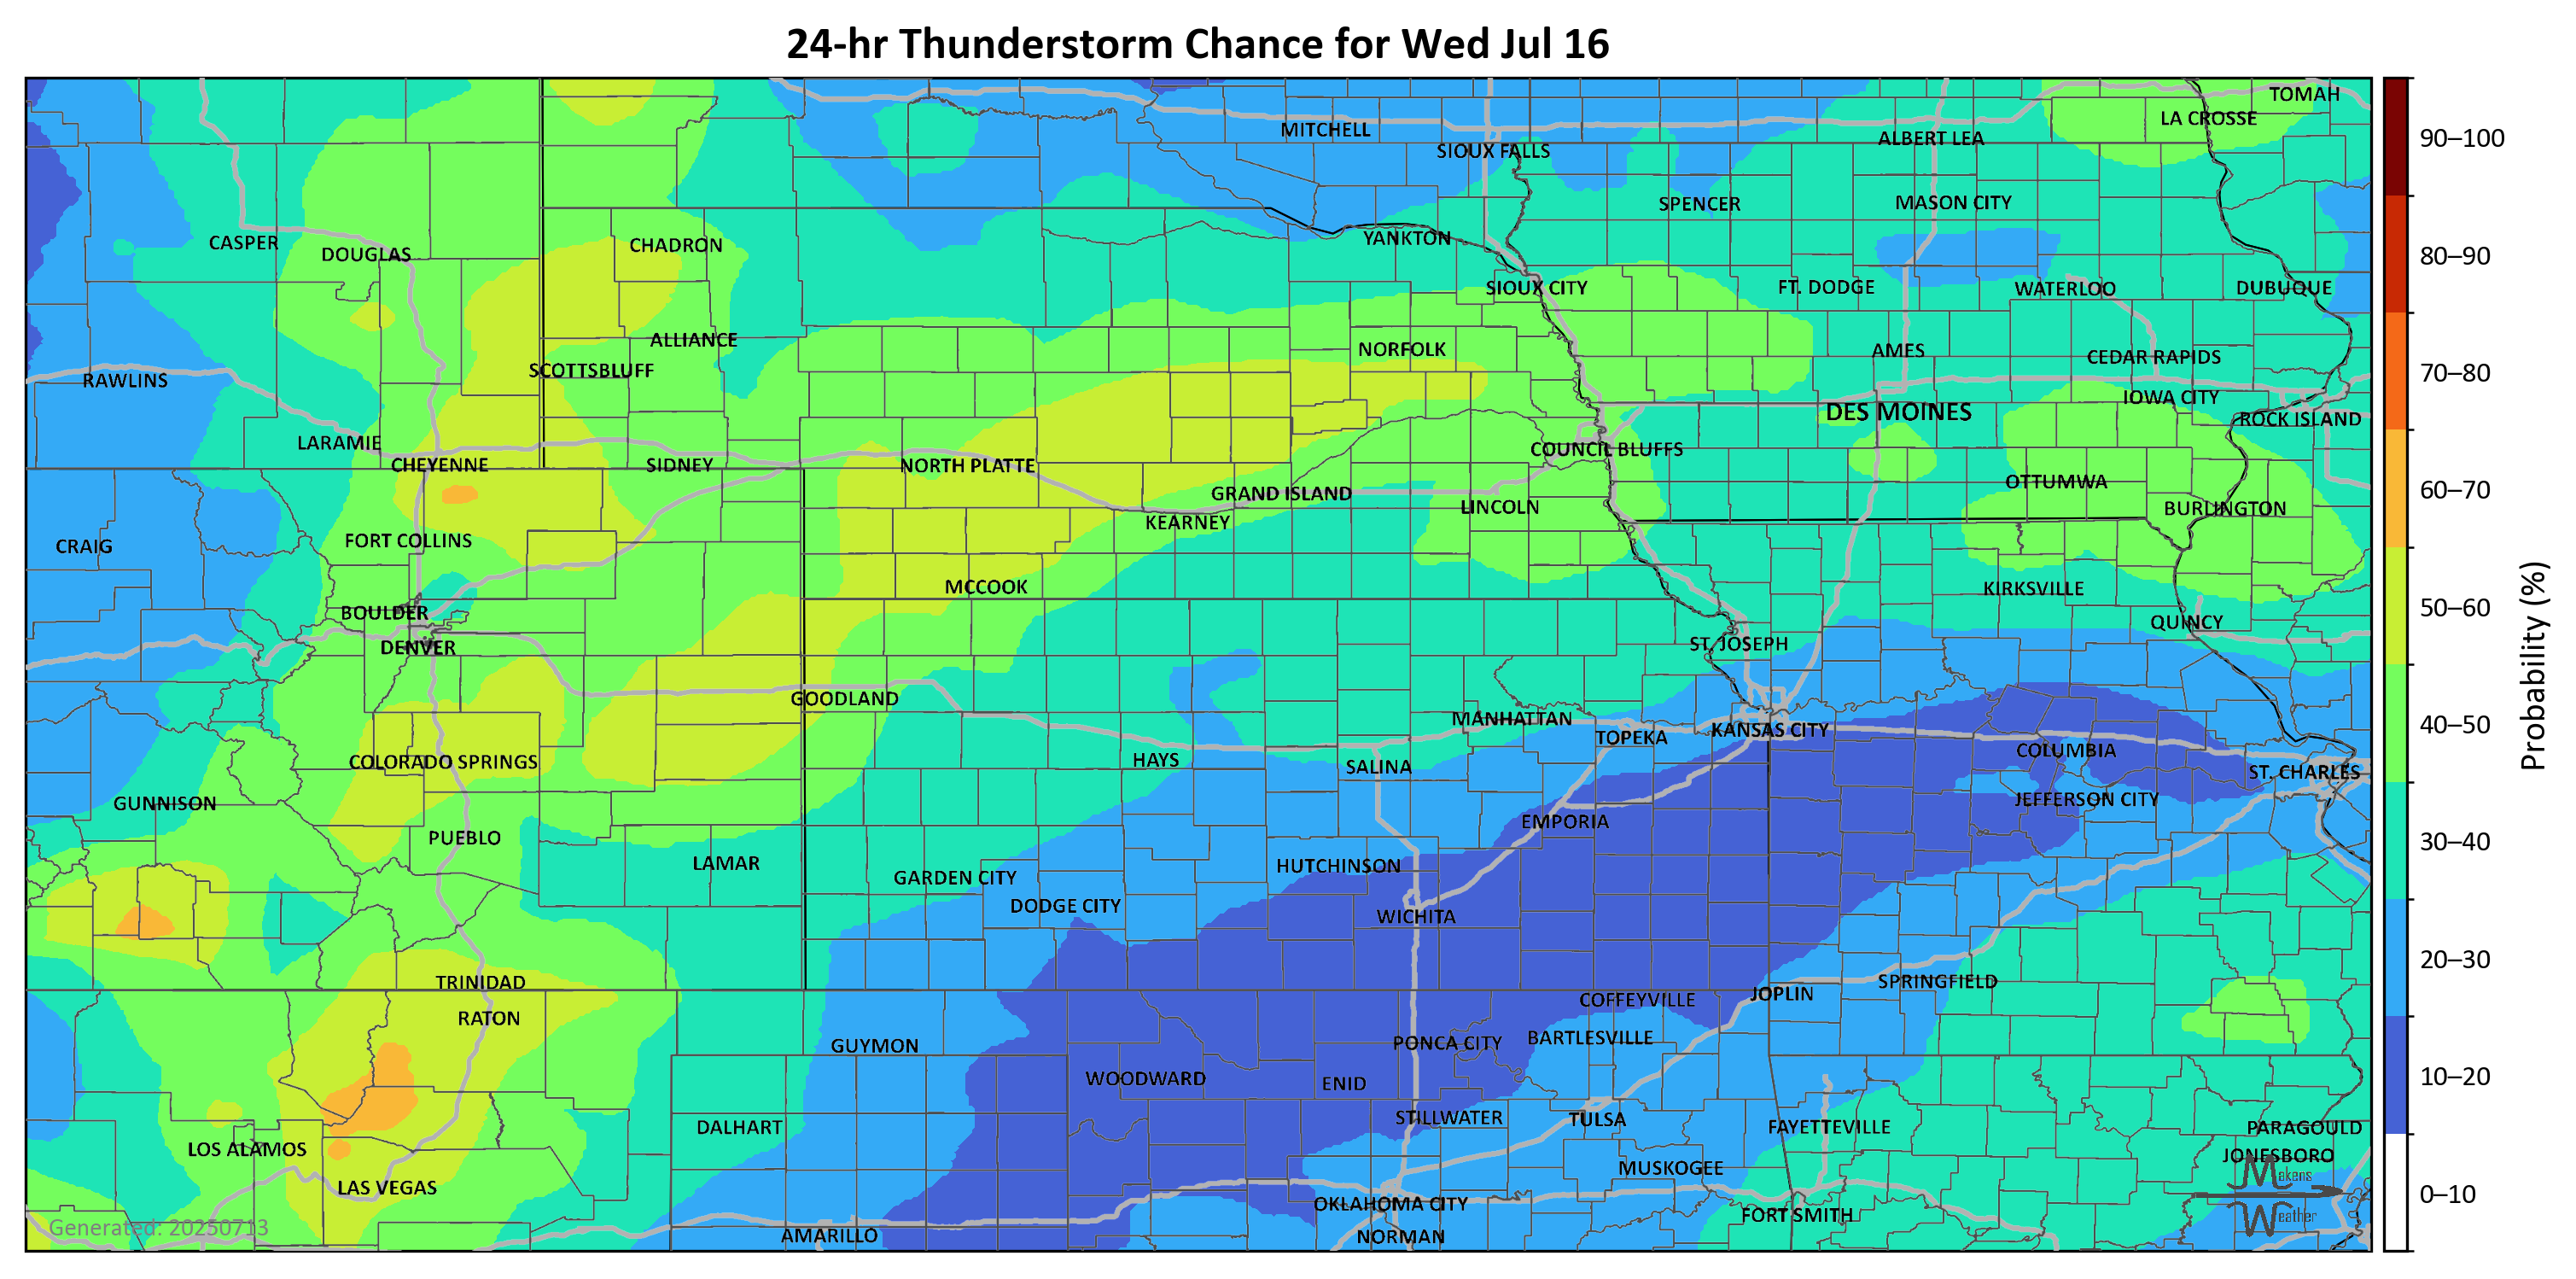 24-hr Thunderstorm Chance for Wed Jul 16
TOMAH
LA CROSSE
MITCHELL
ALBERT LEA
SIOUX FALLS
MASON CITY
SPENCER
YANKTON
CASPER
CHADRON
DOUGLAS
SIOUX CITY
FT. DODGE
WATERLOO
DUBUQUE
ALLIANCE
NORFOLK
AMES
CEDAR RAPIDS
SCOTTSBLUFF
RAWLINS
IOWA CITY
DES MOINES
ROCK ISLAND
LARAMIE
COUNCIL BLUFFS
CHEYENNE
SIDNEY
NORTH PLATTE
OTTUMWA
GRAND ISLAND
LINCOLN
BURLINGTON
KEARNEY
FORT COLLINS
CRAIG
MCCOOK
KIRKSVILLE
BOULDER
QUINCY
DENVER
ST. JOSEPH
GOODLAND
MANHATTAN
KANSAS CITY
TOPEKA
COLUMBIA
COLORADO SPRINGS
HAYS
SALINA
ST. CHARLES
JEFFERSON CITY
GUNNISON
EMPORIA
PUEBLO
LAMAR
HUTCHINSON
GARDEN CITY
DODGE CITY
WICHITA
TRINIDAD
SPRINGFIELD
JOPLIN
COFFEYVILLE
RATON
BARTLESVILLE
PONCA CITY
GUYMON
WOODWARD
ENID
STILLWATER
TULSA
DALHART
FAYETTEVILLE
PARAGOULD
LOS ALAMOS
JONESBORO
MUSKOGEE
LAS VEGAS
OKLAHOMA CITY
FORT SMITH
AMARILLO
NORMAN
Generated: 20250713
Makens
Weather
90–100
80–90
70–80
60–70
50–60
40–50
30–40
20–30
10–20
0–10
Probability (%)